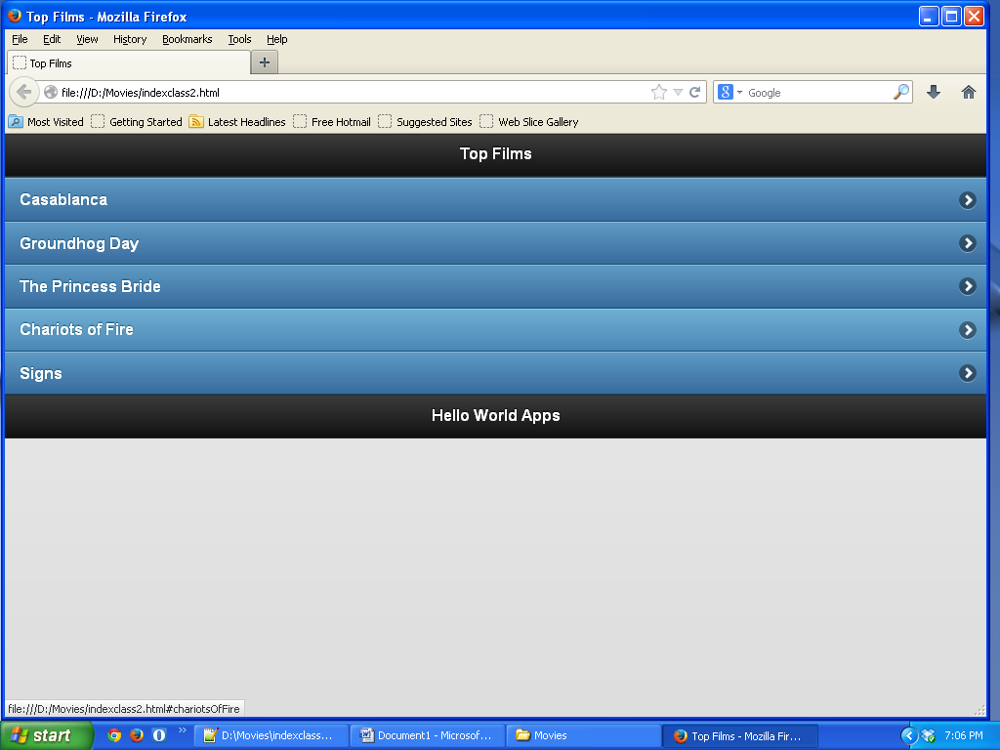 Top Films - Mozilla Firefox
File Edit View History Bookmarks Tools Help
Top Films
file:///D:/Movies/indexclass2.html Google
Most Visited Getting Started Latest Headlines Free Hotmail Suggested Sites Web Slice Gallery
Top Films
Casablanca
Groundhog Day
The Princess Bride
Chariots of Fire
Signs
Hello World Apps
file:///D:/Movies/indexclass2.html#chariotsOfFire
start D:\Movies\indexclass... Document1 - Microsof... Movies Top Films - Mozilla Fir... 7:06 PM